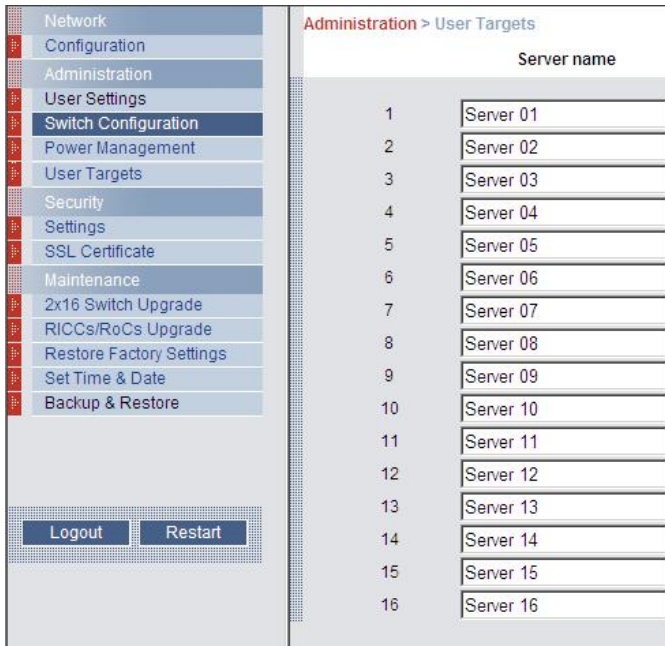 Network
Configuration
Administration
User Settings
Switch Configuration
Power Management
User Targets
Security
Settings
SSL Certificate
Maintenance
2x16 Switch Upgrade
RICCs/RoCs Upgrade
Restore Factory Settings
Set Time & Date
Backup & Restore
Logout Restart
Administration > User Targets
Server name
1 Server 01
2 Server 02
3 Server 03
4 Server 04
5 Server 05
6 Server 06
7 Server 07
8 Server 08
9 Server 09
10 Server 10
11 Server 11
12 Server 12
13 Server 13
14 Server 14
15 Server 15
16 Server 16